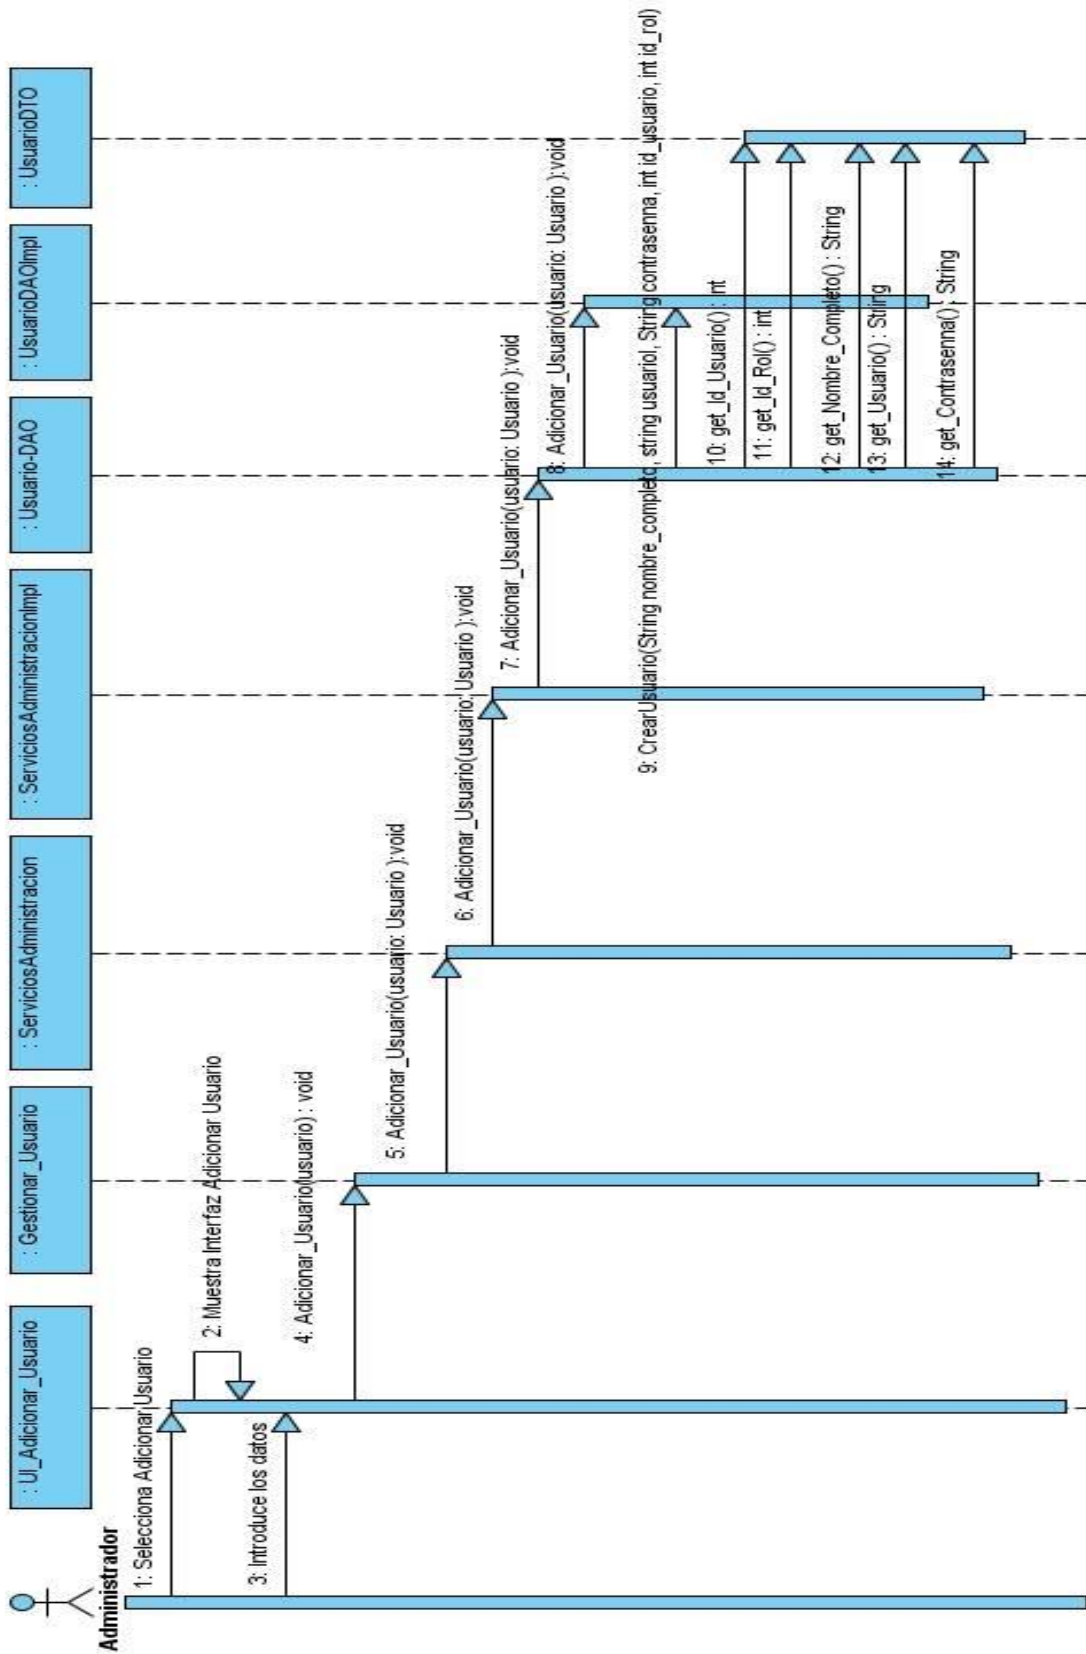 Administrador
: UI_Adicionar_Usuario
: Gestionar_Usuario
: ServiciosAdministracion
: ServiciosAdministracionImpl
: Usuario-DAO
: UsuarioDAOImpl
: UsuarioDTO
1: Selecciona AdicionarUsuario
2: Muestra Interfaz Adicionar Usuario
3: Introduce los datos
4: Adicionar_Usuario(usuario) : void
5: Adicionar_Usuario(usuario: Usuario ):void
6: Adicionar_Usuario(usuario: Usuario ):void
7: Adicionar_Usuario(usuario: Usuario ):void
8: Adicionar_Usuario(usuario: Usuario ):void
9: CrearUsuario(String nombre_completo, string usuariol, String contrasenna, int id_usuario, int id_rol)
10: get_Id_Usuario() : int
11: get_Id_Rol() : int
12: get_Nombre_Completo() : String
13: get_Usuario() : String
14: get_Contrasenna() : String